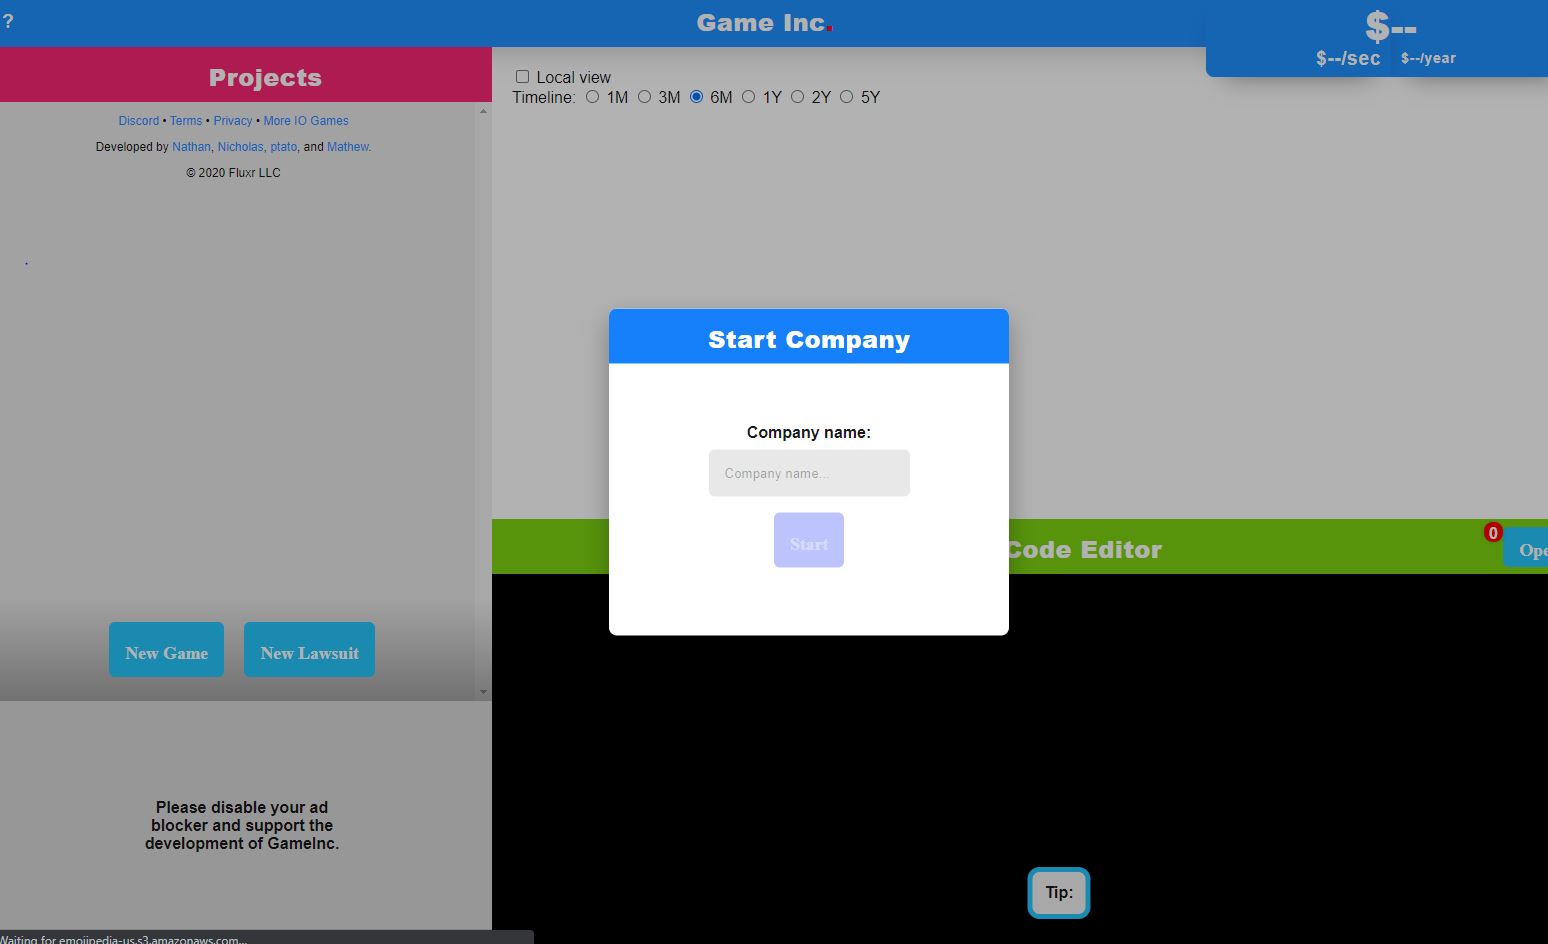 ?
Game Inc.
$--
$--/sec $--/year
Projects
Discord • Terms • Privacy • More IO Games
Developed by Nathan, Nicholas, ptato, and Mathew.
© 2020 Fluxr LLC
New Game New Lawsuit
Please disable your ad
blocker and support the
development of GameInc.
Local view
Timeline: 1M 3M 6M 1Y 2Y 5Y
Start Company
Company name:
Company name...
Start
Code Editor
0
Ope
Tip:
Waiting for emojipedia-us.s3.amazonaws.com...